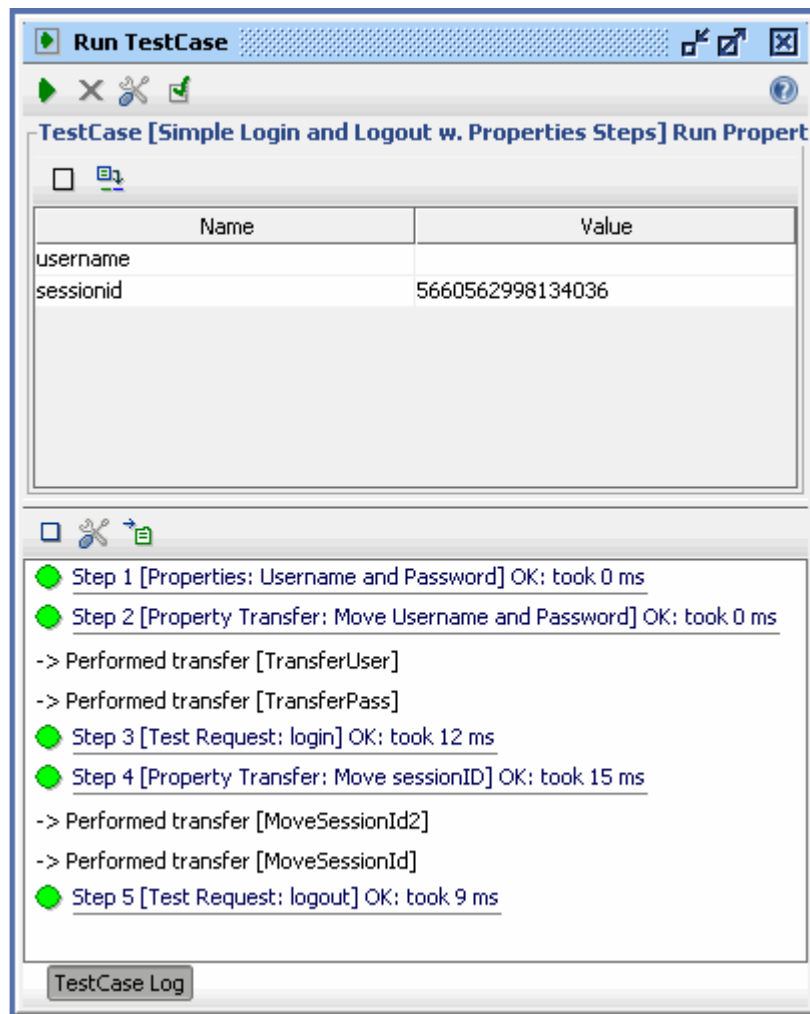 Run TestCase
TestCase [Simple Login and Logout w. Properties Steps] Run Propert
Name Value
username
sessionid 5660562998134036
Step 1 [Properties: Username and Password] OK: took 0 ms
Step 2 [Property Transfer: Move Username and Password] OK: took 0 ms
-> Performed transfer [TransferUser]
-> Performed transfer [TransferPass]
Step 3 [Test Request: login] OK: took 12 ms
Step 4 [Property Transfer: Move sessionID] OK: took 15 ms
-> Performed transfer [MoveSessionId2]
-> Performed transfer [MoveSessionId]
Step 5 [Test Request: logout] OK: took 9 ms
TestCase Log